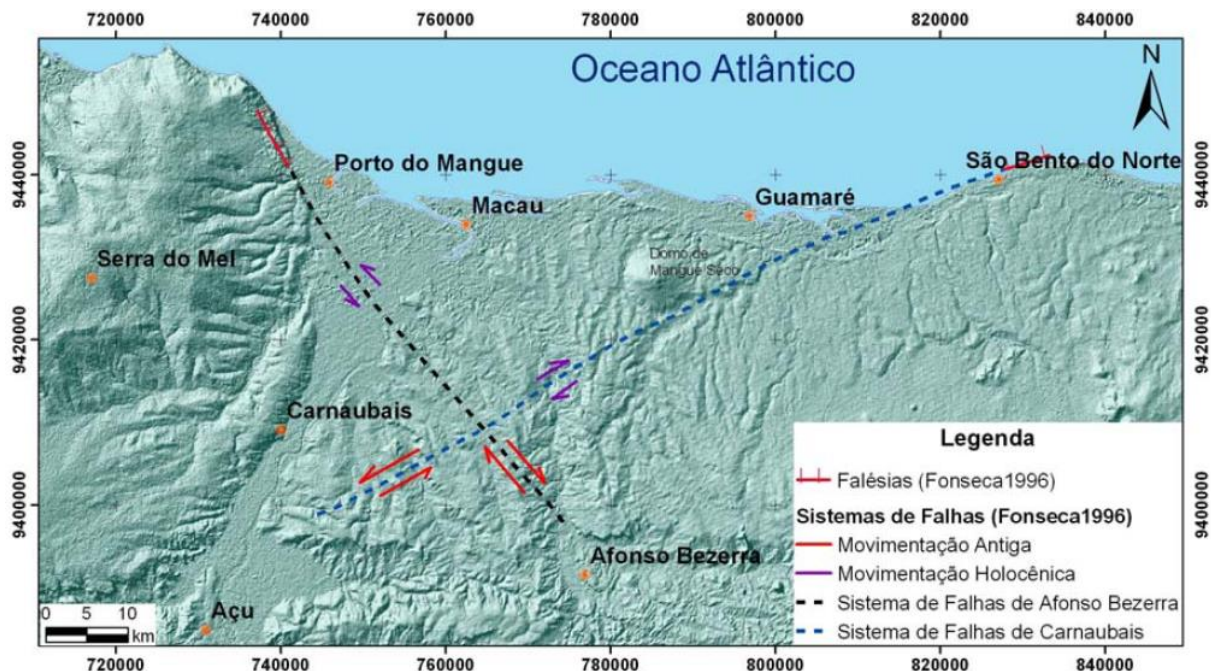 720000 740000 760000 780000 800000 820000 840000
Oceano Atlântico
N
9440000
9440000
Porto do Mangue
São Bento do Norte
Macau
Guamaré
Serra do Mel
Domo de
Mangue Seco
9420000
9420000
Carnaubais
Legenda
Falésias (Fonseca1996)
9400000
9400000
Sistemas de Falhas (Fonseca1996)
Movimentação Antiga
Afonso Bezerra
Movimentação Holocênica
Sistema de Falhas de Afonso Bezerra
Açu
Sistema de Falhas de Carnaubais
0 5 10
km
720000 740000 760000 780000 800000 820000 840000